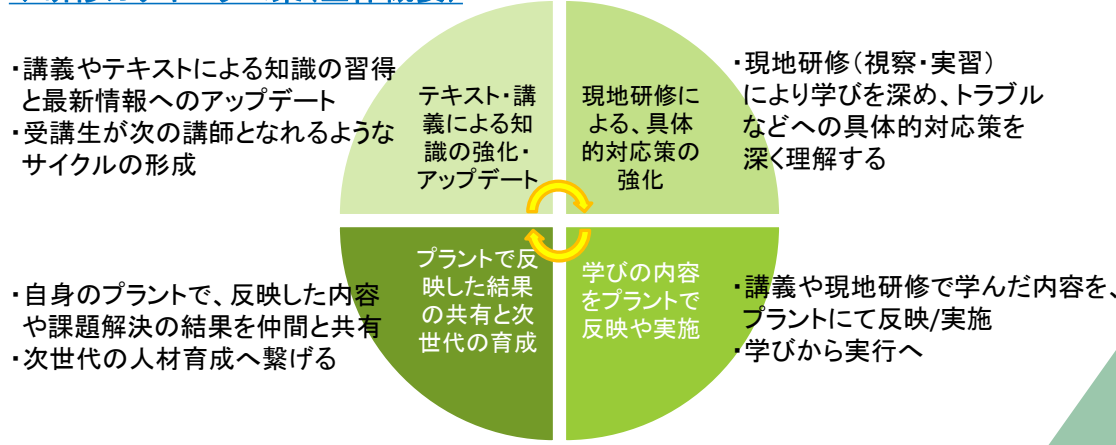 ・講義やテキストによる知識の習得
と最新情報へのアップデート
・受講生が次の講師となれるような
サイクルの形成
テキスト・講
義による知
識の強化・
アップデート
現地研修に
よる、具体
的対応策の
強化
・現地研修(視察・実習)
により学びを深め、トラブル
などへの具体的対応策を
深く理解する
・自身のプラントで、反映した内容
や課題解決の結果を仲間と共有
・次世代の人材育成へ繋げる
プラントで反
映した結果
の共有と次
世代の育成
学びの内容
をプラントで
反映や実施
・講義や現地研修で学んだ内容を、
プラントにて反映/実施
・学びから実行へ